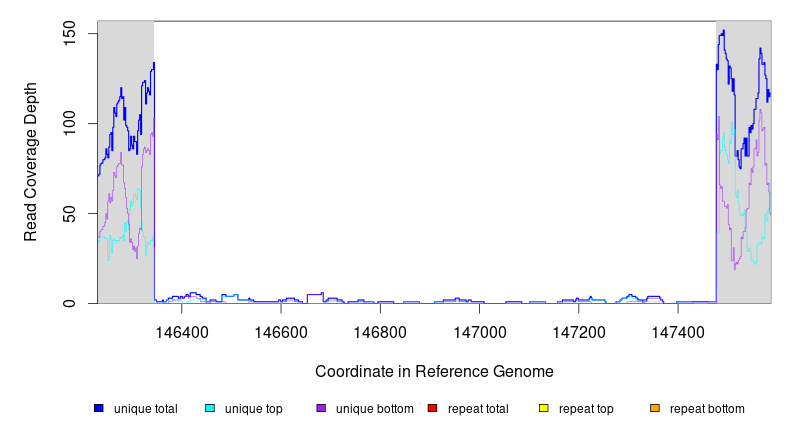 Read Coverage Depth
150
100
50
0
146400 146600 146800 147000 147200 147400
Coordinate in Reference Genome
unique total unique top unique bottom repeat total repeat top repeat bottom